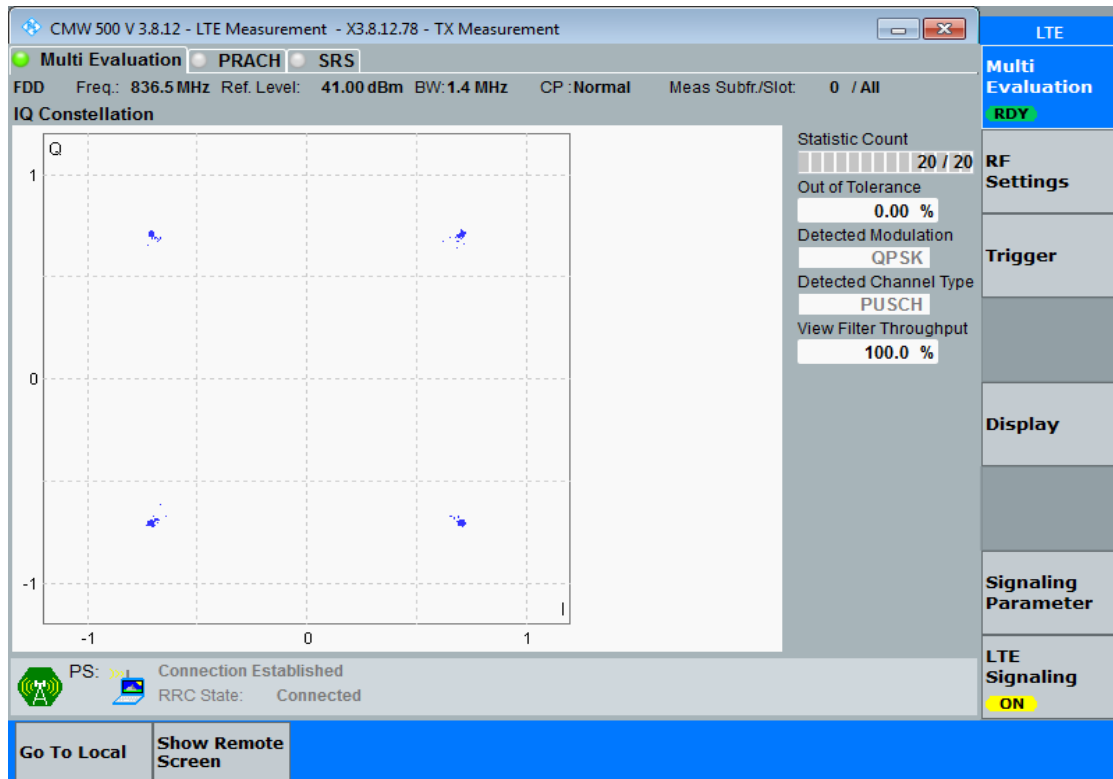 CMW 500 V 3.8.12 - LTE Measurement - X3.8.12.78 - TX Measurement
LTE
Multi Evaluation PRACH SRS
Multi
Evaluation
RDY
FDD Freq.: 836.5 MHz Ref. Level: 41.00 dBm BW: 1.4 MHz CP : Normal Meas Subfr./Slot: 0 / All
IQ Constellation
Q
1
0
-1
-1 0 1
I
Statistic Count
20 / 20
Out of Tolerance
0.00 %
Detected Modulation
QPSK
Detected Channel Type
PUSCH
View Filter Throughput
100.0 %
RF
Settings
Trigger
Display
Signaling
Parameter
LTE
Signaling
ON
PS: Connection Established
RRC State: Connected
Go To Local
Show Remote
Screen